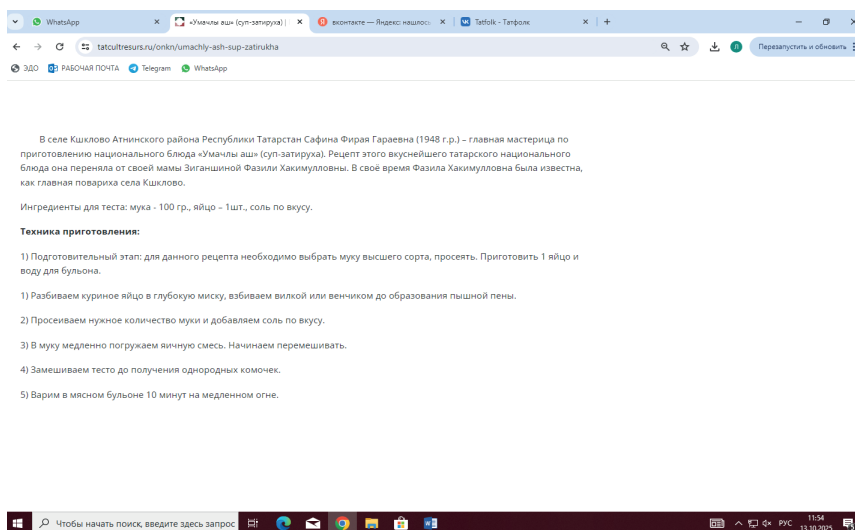 WhatsApp
«Умачлы аш» (суп-затируха) |
вконтакте — Яндекс: нашлось
Tatfolk - Татфолк
tatcultresurs.ru/onkn/umachly-ash-sup-zatirukha
Л
Перезапустить и обновить
ЭДО
РАБОЧАЯ ПОЧТА
Telegram
WhatsApp
В селе Кшклово Атнинского района Республики Татарстан Сафина Фирая Гараевна (1948 г.р.) – главная мастерица по
приготовлению национального блюда «Умачлы аш» (суп-затируха). Рецепт этого вкуснейшего татарского национального
блюда она переняла от своей мамы Зиганшиной Фазили Хакимулловны. В своё время Фазила Хакимулловна была известна,
как главная повариха села Кшклово.
Ингредиенты для теста: мука - 100 гр., яйцо – 1шт., соль по вкусу.
Техника приготовления:
1) Подготовительный этап: для данного рецепта необходимо выбрать муку высшего сорта, просеять. Приготовить 1 яйцо и
воду для бульона.
1) Разбиваем куриное яйцо в глубокую миску, взбиваем вилкой или венчиком до образования пышной пены.
2) Просеиваем нужное количество муки и добавляем соль по вкусу.
3) В муку медленно погружаем яичную смесь. Начинаем перемешивать.
4) Замешиваем тесто до получения однородных комочек.
5) Варим в мясном бульоне 10 минут на медленном огне.
Чтобы начать поиск, введите здесь запрос
РУС
11:54
13.10.2025